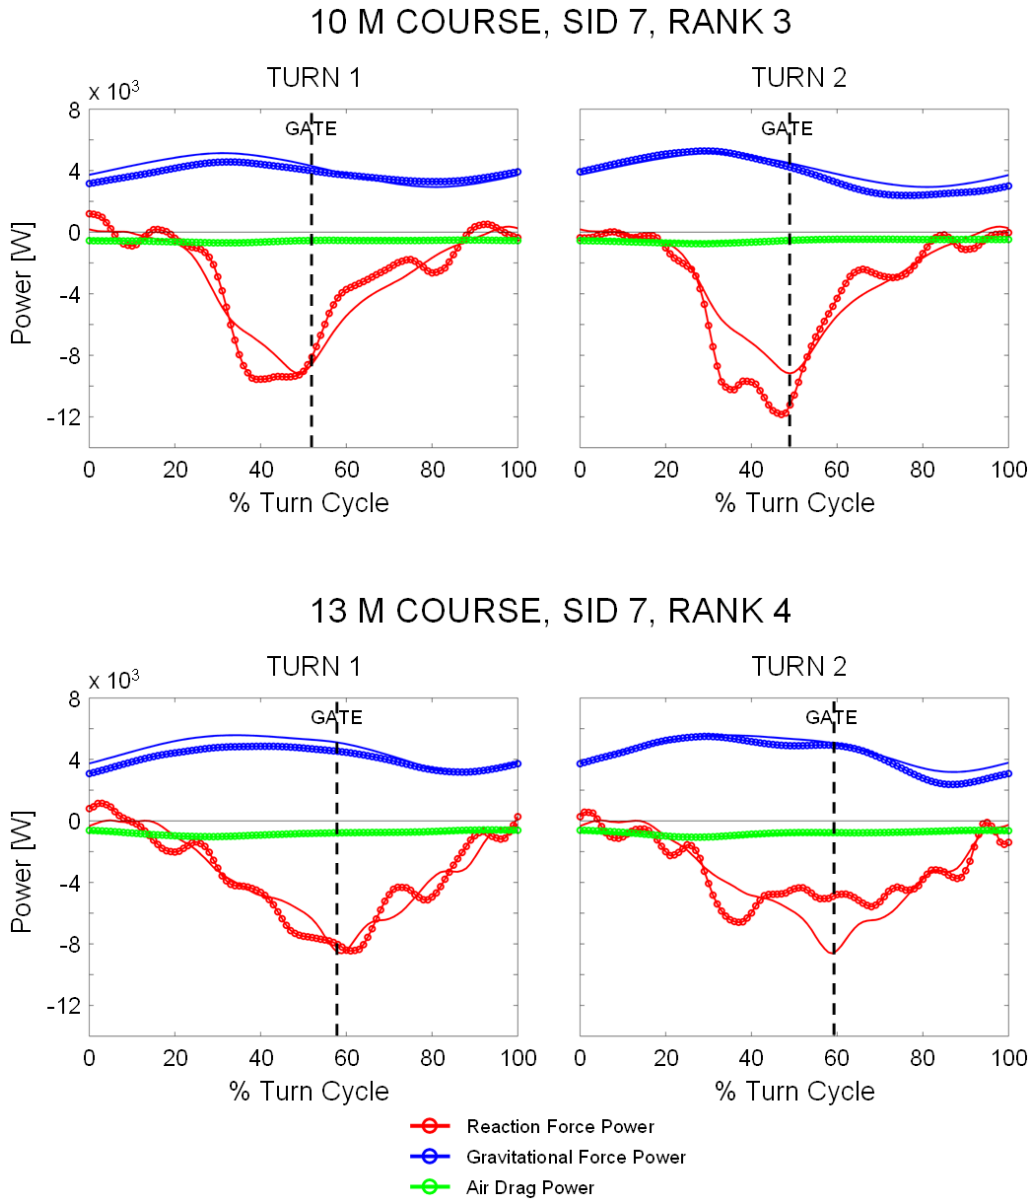 10 M COURSE, SID 7, RANK 3
TURN 1
TURN 2
x 10³
GATE
GATE
8
4
0
-4
-8
-12
Power [W]
0 20 40 60 80 100
0 20 40 60 80 100
% Turn Cycle
% Turn Cycle
13 M COURSE, SID 7, RANK 4
TURN 1
TURN 2
x 10³
GATE
GATE
8
4
0
-4
-8
-12
Power [W]
0 20 40 60 80 100
0 20 40 60 80 100
% Turn Cycle
% Turn Cycle
Reaction Force Power
Gravitational Force Power
Air Drag Power